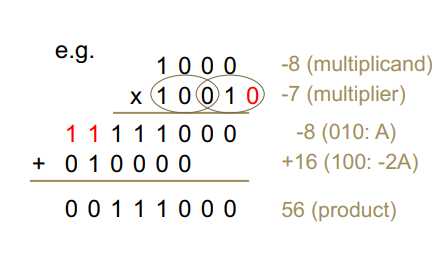 e.g.
1 0 0 0 -8 (multiplicand)
x 1 0 0 1 0 -7 (multiplier)
1 1 1 1 1 0 0 0 -8 (010: A)
+ 0 1 0 0 0 0 +16 (100: -2A)
0 0 1 1 1 0 0 0 56 (product)